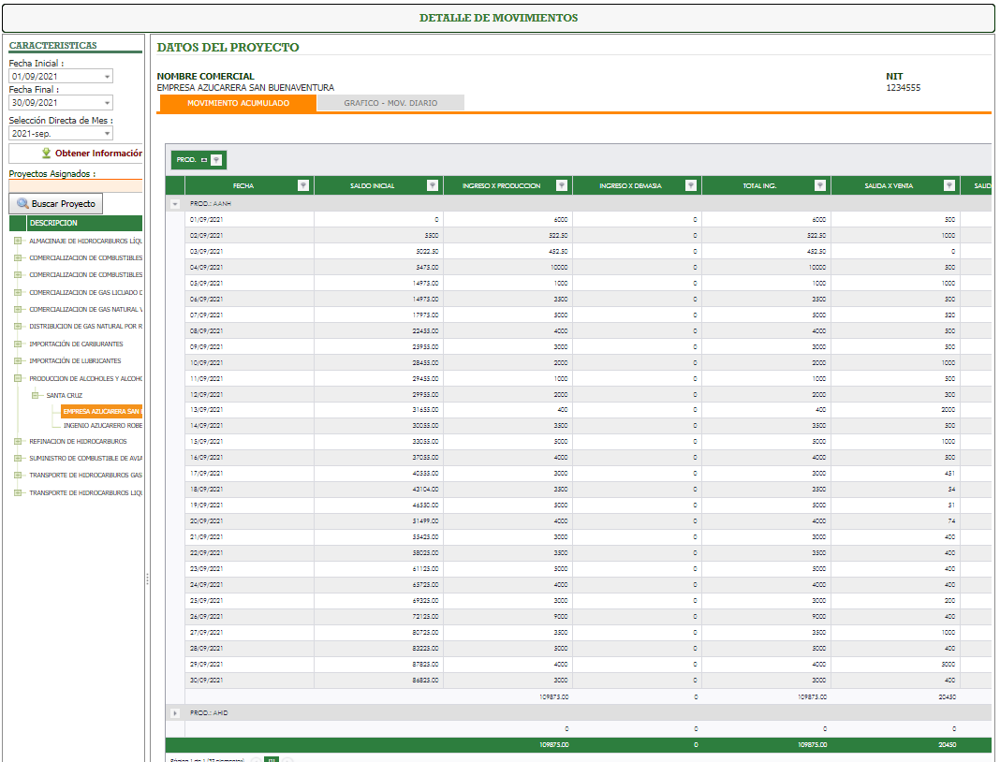 DETALLE DE MOVIMIENTOS
CARACTERISTICAS
Fecha Inicial :
01/09/2021
Fecha Final :
30/09/2021
Selección Directa de Mes :
2021-sep.
Obtener Información
Proyectos Asignados :
Buscar Proyecto
DESCRIPCION
ALMACENAJE DE HIDROCARBUROS LÍQU
COMERCIALIZACION DE COMBUSTIBLES
COMERCIALIZACION DE COMBUSTIBLES
COMERCIALIZACION DE GAS LICUADO D
COMERCIALIZACION DE GAS NATURAL V
DISTRIBUCION DE GAS NATURAL POR R
IMPORTACIÓN DE CARBURANTES
IMPORTACIÓN DE LUBRICANTES
PRODUCCION DE ALCOHOLES Y ALCOHO
SANTA CRUZ
EMPRESA AZUCARERA SAN
INGENIO AZUCARERO ROBE
REFINACION DE HIDROCARBUROS
SUMINISTRO DE COMBUSTIBLE DE AVIA
TRANSPORTE DE HIDROCARBUROS GAS
TRANSPORTE DE HIDROCARBUROS LIQU
DATOS DEL PROYECTO
NOMBRE COMERCIAL NIT
EMPRESA AZUCARERA SAN BUENAVENTURA 1234555
MOVIMIENTO ACUMULADO GRAFICO - MOV. DIARIO
PROD.
FECHA SALDO INICIAL INGRESO X PRODUCCION INGRESO X DEMASIA TOTAL ING. SALIDA X VENTA SALID
PROD.: AANH
01/09/2021 0 6000 0 6000 500
02/09/2021 5500 522.50 0 522.50 1000
03/09/2021 5022.50 452.50 0 452.50 0
04/09/2021 5475.00 10000 0 10000 500
05/09/2021 14975.00 1000 0 1000 1000
06/09/2021 14975.00 3500 0 3500 500
07/09/2021 17975.00 5000 0 5000 520
08/09/2021 22455.00 4000 0 4000 500
09/09/2021 25955.00 3000 0 3000 500
10/09/2021 28455.00 2000 0 2000 1000
11/09/2021 29455.00 1000 0 1000 500
12/09/2021 29955.00 2000 0 2000 300
13/09/2021 31655.00 400 0 400 2000
14/09/2021 30055.00 3500 0 3500 500
15/09/2021 33055.00 5000 0 5000 1000
16/09/2021 37055.00 4000 0 4000 500
17/09/2021 40555.00 3000 0 3000 451
18/09/2021 43104.00 3500 0 3500 54
19/09/2021 46550.00 5000 0 5000 51
20/09/2021 51499.00 4000 0 4000 74
21/09/2021 55425.00 3000 0 3000 400
22/09/2021 58025.00 3500 0 3500 400
23/09/2021 61125.00 5000 0 5000 400
24/09/2021 65725.00 4000 0 4000 400
25/09/2021 69325.00 3000 0 3000 200
26/09/2021 72125.00 9000 0 9000 400
27/09/2021 80725.00 3500 0 3500 1000
28/09/2021 83225.00 5000 0 5000 400
29/09/2021 87825.00 4000 0 4000 5000
30/09/2021 86825.00 3000 0 3000 400
109875.00 0 109875.00 20450
PROD.: AHID
0 0 0 0
109875.00 0 109875.00 20450